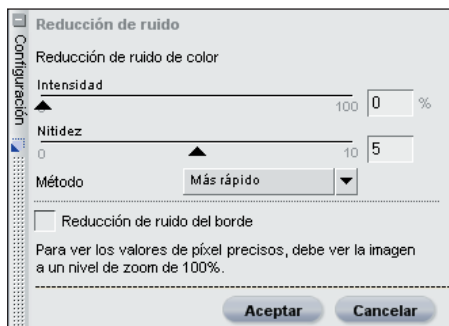 Reducción de ruido
Configuración
Reducción de ruido de color
Intensidad
0 100 0 %
Nitidez
0 10 5
Método Más rápido
Reducción de ruido del borde
Para ver los valores de píxel precisos, debe ver la imagen
a un nivel de zoom de 100%.
Aceptar Cancelar